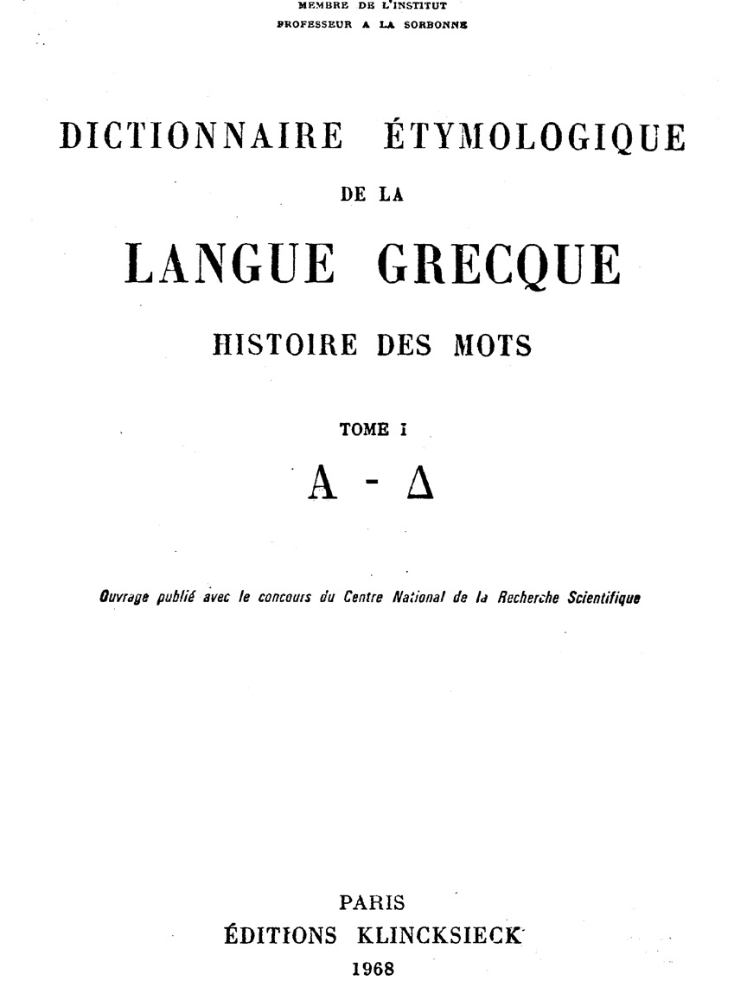 MEMBRE DE L'INSTITUT
PROFESSEUR A LA SORBONNE
DICTIONNAIRE ÉTYMOLOGIQUE
DE LA
LANGUE GRECQUE
HISTOIRE DES MOTS
TOME I
Α - Δ
Ouvrage publié avec le concours du Centre National de la Recherche Scientifique
PARIS
ÉDITIONS KLINCKSIECK
1968